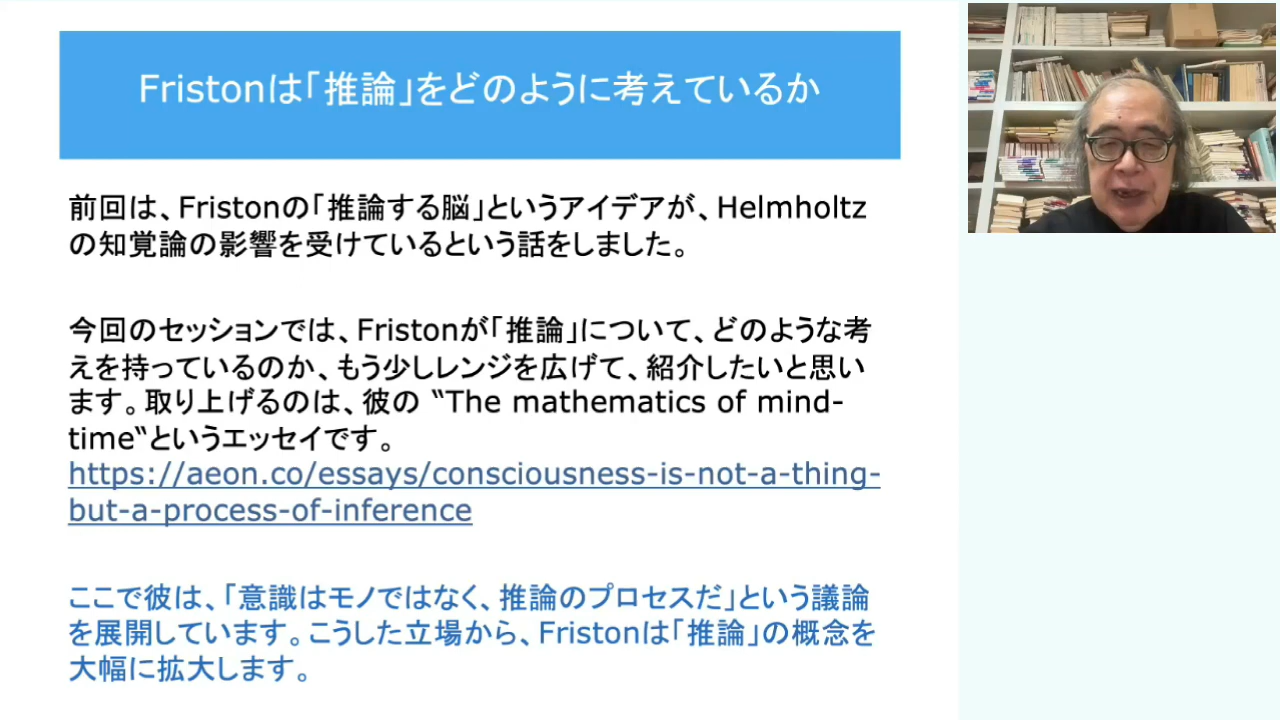 Fristonは「推論」をどのように考えているか
前回は、Fristonの「推論する脳」というアイデアが、Helmholtz
の知覚論の影響を受けているという話をしました。
今回のセッションでは、Fristonが「推論」について、どのような考
えを持っているのか、もう少しレンジを広げて、紹介したいと思い
ます。取り上げるのは、彼の “The mathematics of mind-
time“というエッセイです。
https://aeon.co/essays/consciousness-is-not-a-thing-
but-a-process-of-inference
ここで彼は、「意識はモノではなく、推論のプロセスだ」という議論
を展開しています。こうした立場から、Fristonは「推論」の概念を
大幅に拡大します。